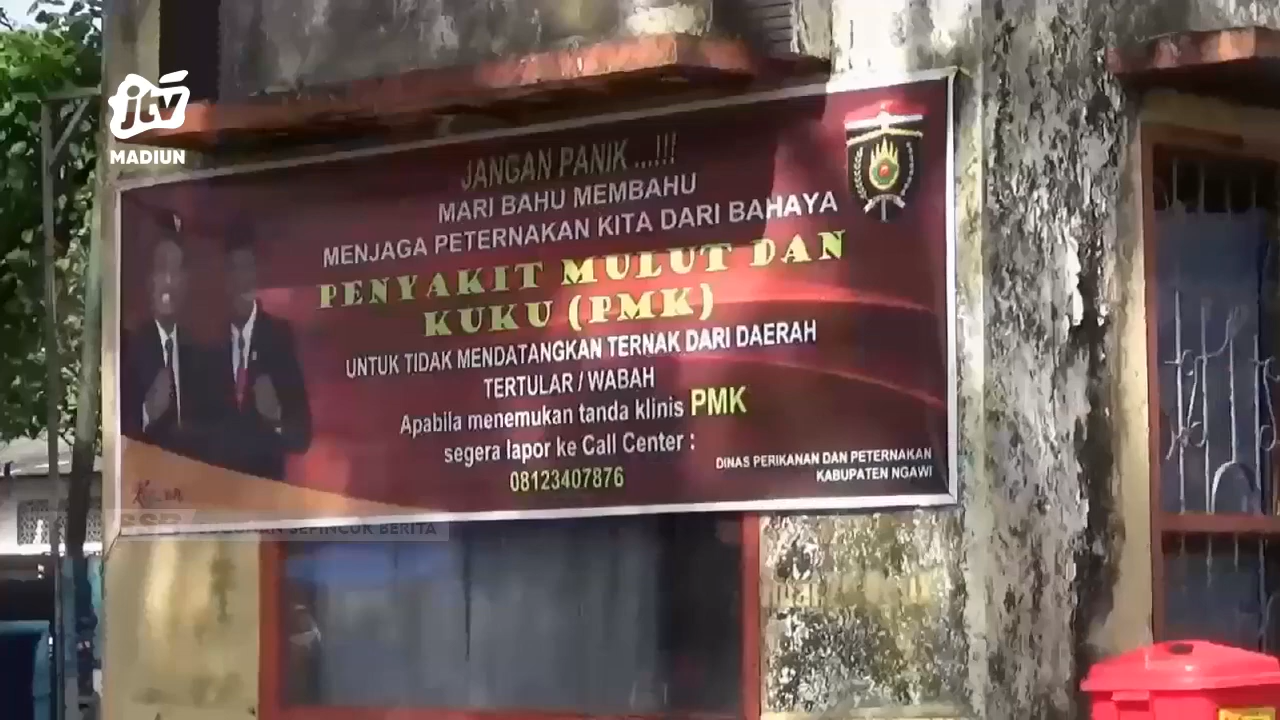 jtv
MADIUN
JANGAN PANIK ...!!!
MARI BAHU MEMBAHU
MENJAGA PETERNAKAN KITA DARI BAHAYA
PENYAKIT MULUT DAN
KUKU (PMK)
UNTUK TIDAK MENDATANGKAN TERNAK DARI DAERAH
TERTULAR / WABAH
Apabila menemukan tanda klinis PMK
segera lapor ke Call Center :
08123407876
DINAS PERIKANAN DAN PETERNAKAN
KABUPATEN NGAWI
SEPINCUK BERITA